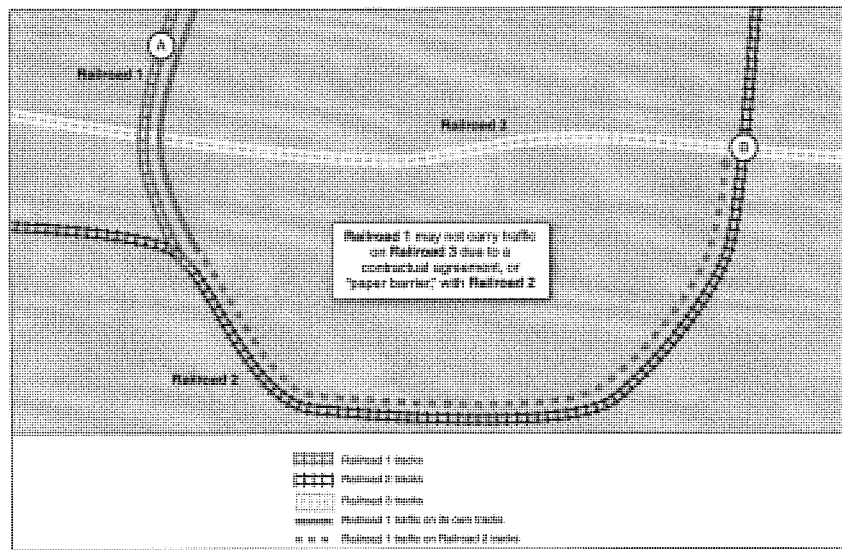 A
Railroad 1
Railroad 3
B
Railroad 1 may not carry traffic
on Railroad 3 due to a
contractual agreement, or
"paper barrier," with Railroad 2
Railroad 2
Railroad 1 tracks
Railroad 2 tracks
Railroad 3 tracks
Railroad 1 traffic on its own tracks
Railroad 1 traffic on Railroad 2 tracks